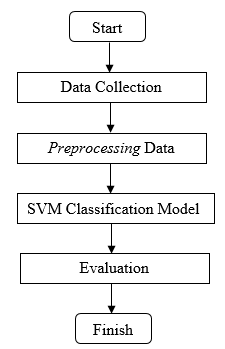 Start
Data Collection
Preprocessing Data
SVM Classification Model
Evaluation
Finish